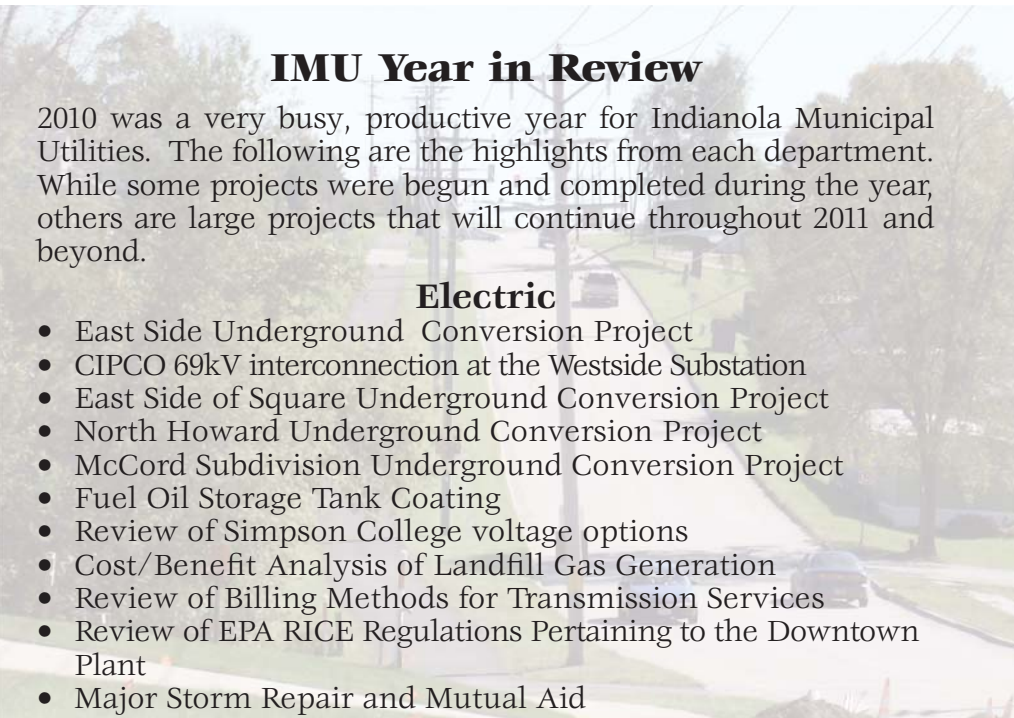 IMU Year in Review
2010 was a very busy, productive year for Indianola Municipal
Utilities. The following are the highlights from each department.
While some projects were begun and completed during the year,
others are large projects that will continue throughout 2011 and
beyond.
Electric
• East Side Underground Conversion Project
• CIPCO 69kV interconnection at the Westside Substation
• East Side of Square Underground Conversion Project
• North Howard Underground Conversion Project
• McCord Subdivision Underground Conversion Project
• Fuel Oil Storage Tank Coating
• Review of Simpson College voltage options
• Cost/Benefit Analysis of Landfill Gas Generation
• Review of Billing Methods for Transmission Services
• Review of EPA RICE Regulations Pertaining to the Downtown
Plant
• Major Storm Repair and Mutual Aid